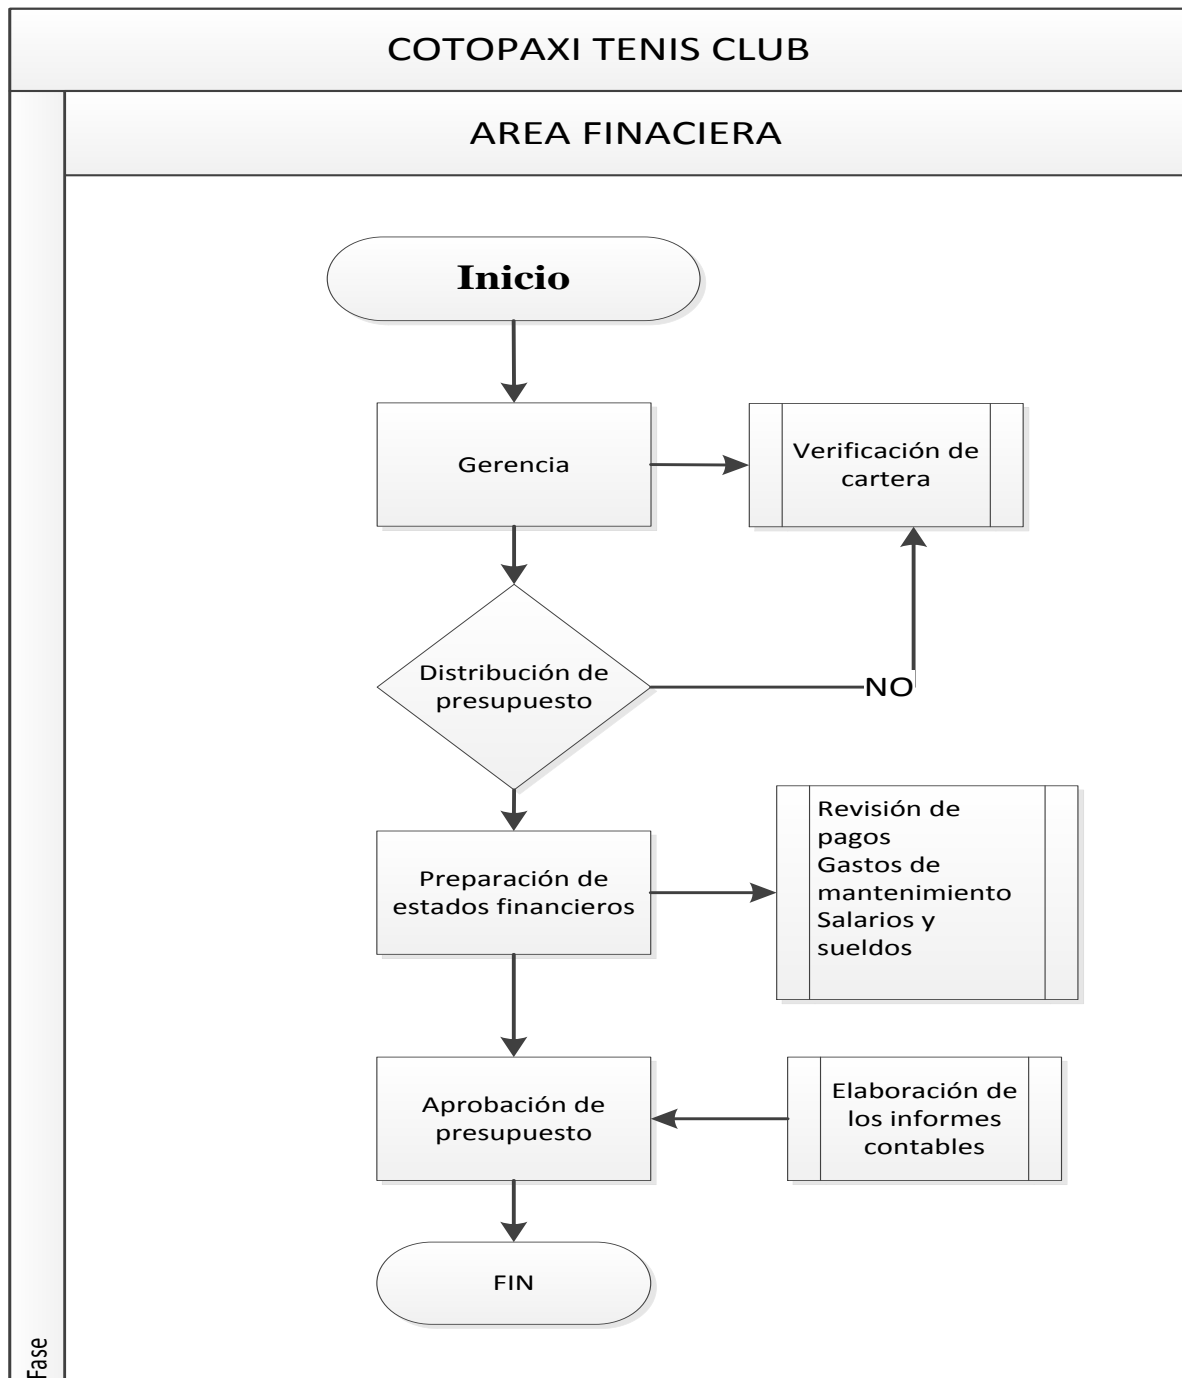 COTOPAXI TENIS CLUB
AREA FINACIERA
Inicio
Gerencia
Verificación de
cartera
Distribución de
presupuesto
NO
Preparación de
estados financieros
Revisión de
pagos
Gastos de
mantenimiento
Salarios y
sueldos
Aprobación de
presupuesto
Elaboración de
los informes
contables
FIN
Fase